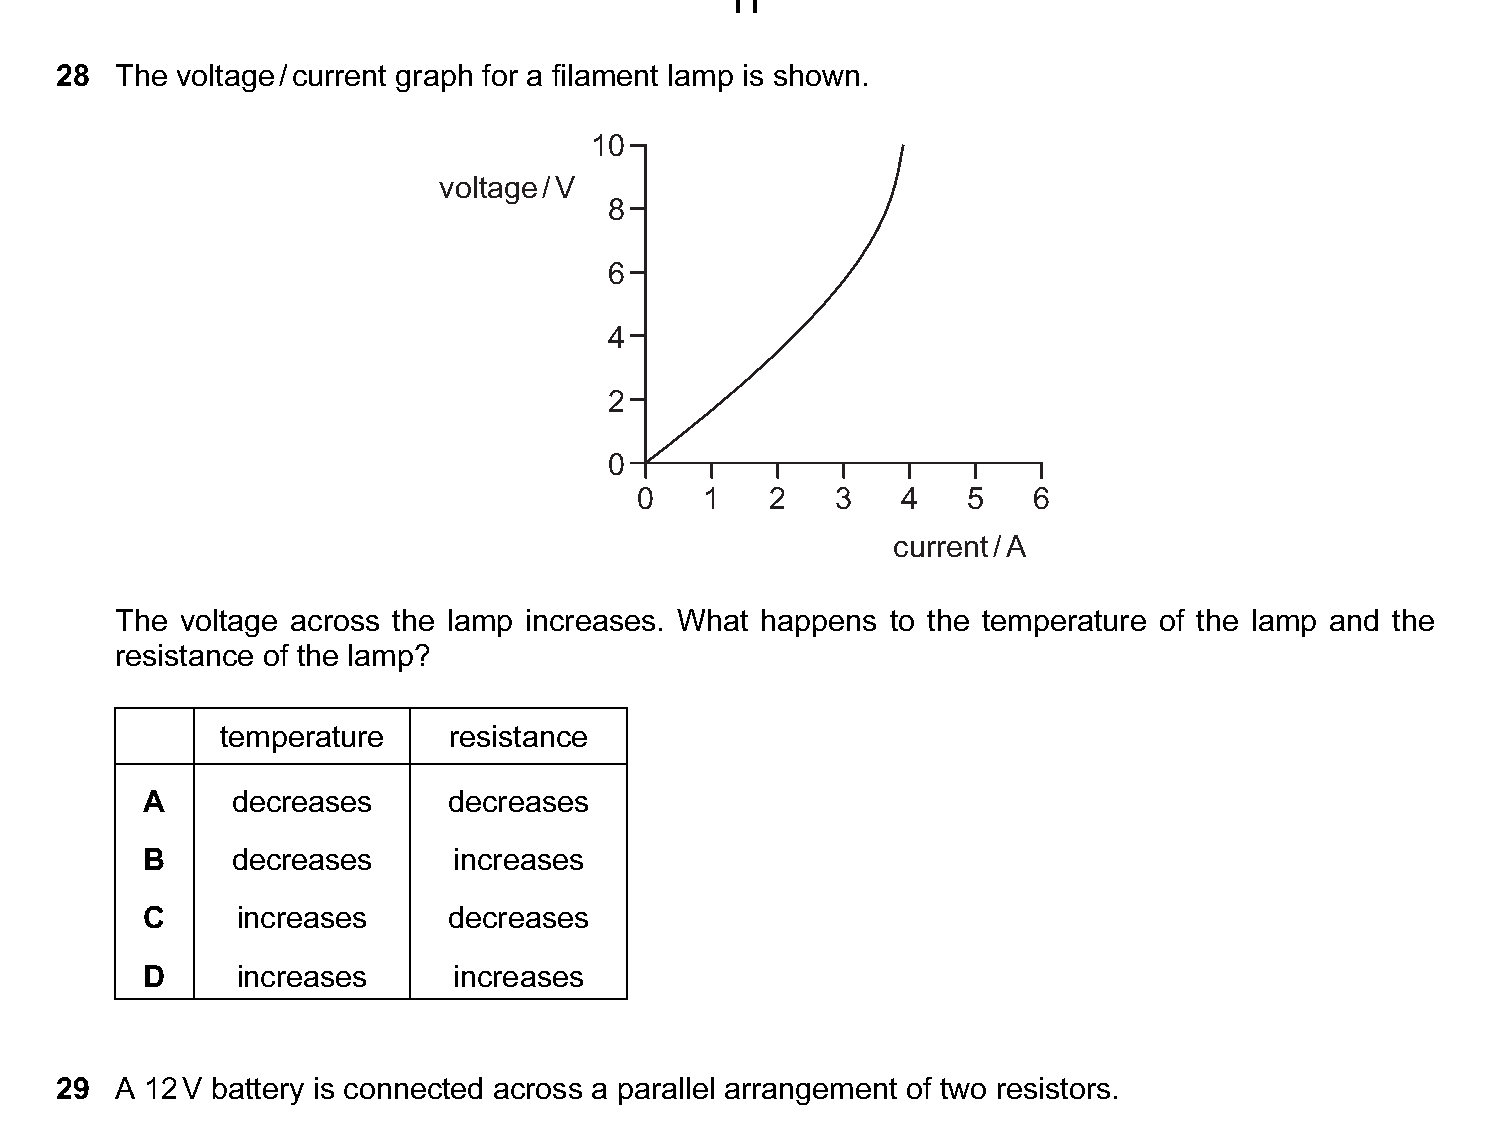 28 The voltage / current graph for a filament lamp is shown.
10
voltage / V
8
6
4
2
0
0 1 2 3 4 5 6
current / A
The voltage across the lamp increases. What happens to the temperature of the lamp and the
resistance of the lamp?
temperature resistance
A decreases decreases
B decreases increases
C increases decreases
D increases increases
29 A 12 V battery is connected across a parallel arrangement of two resistors.